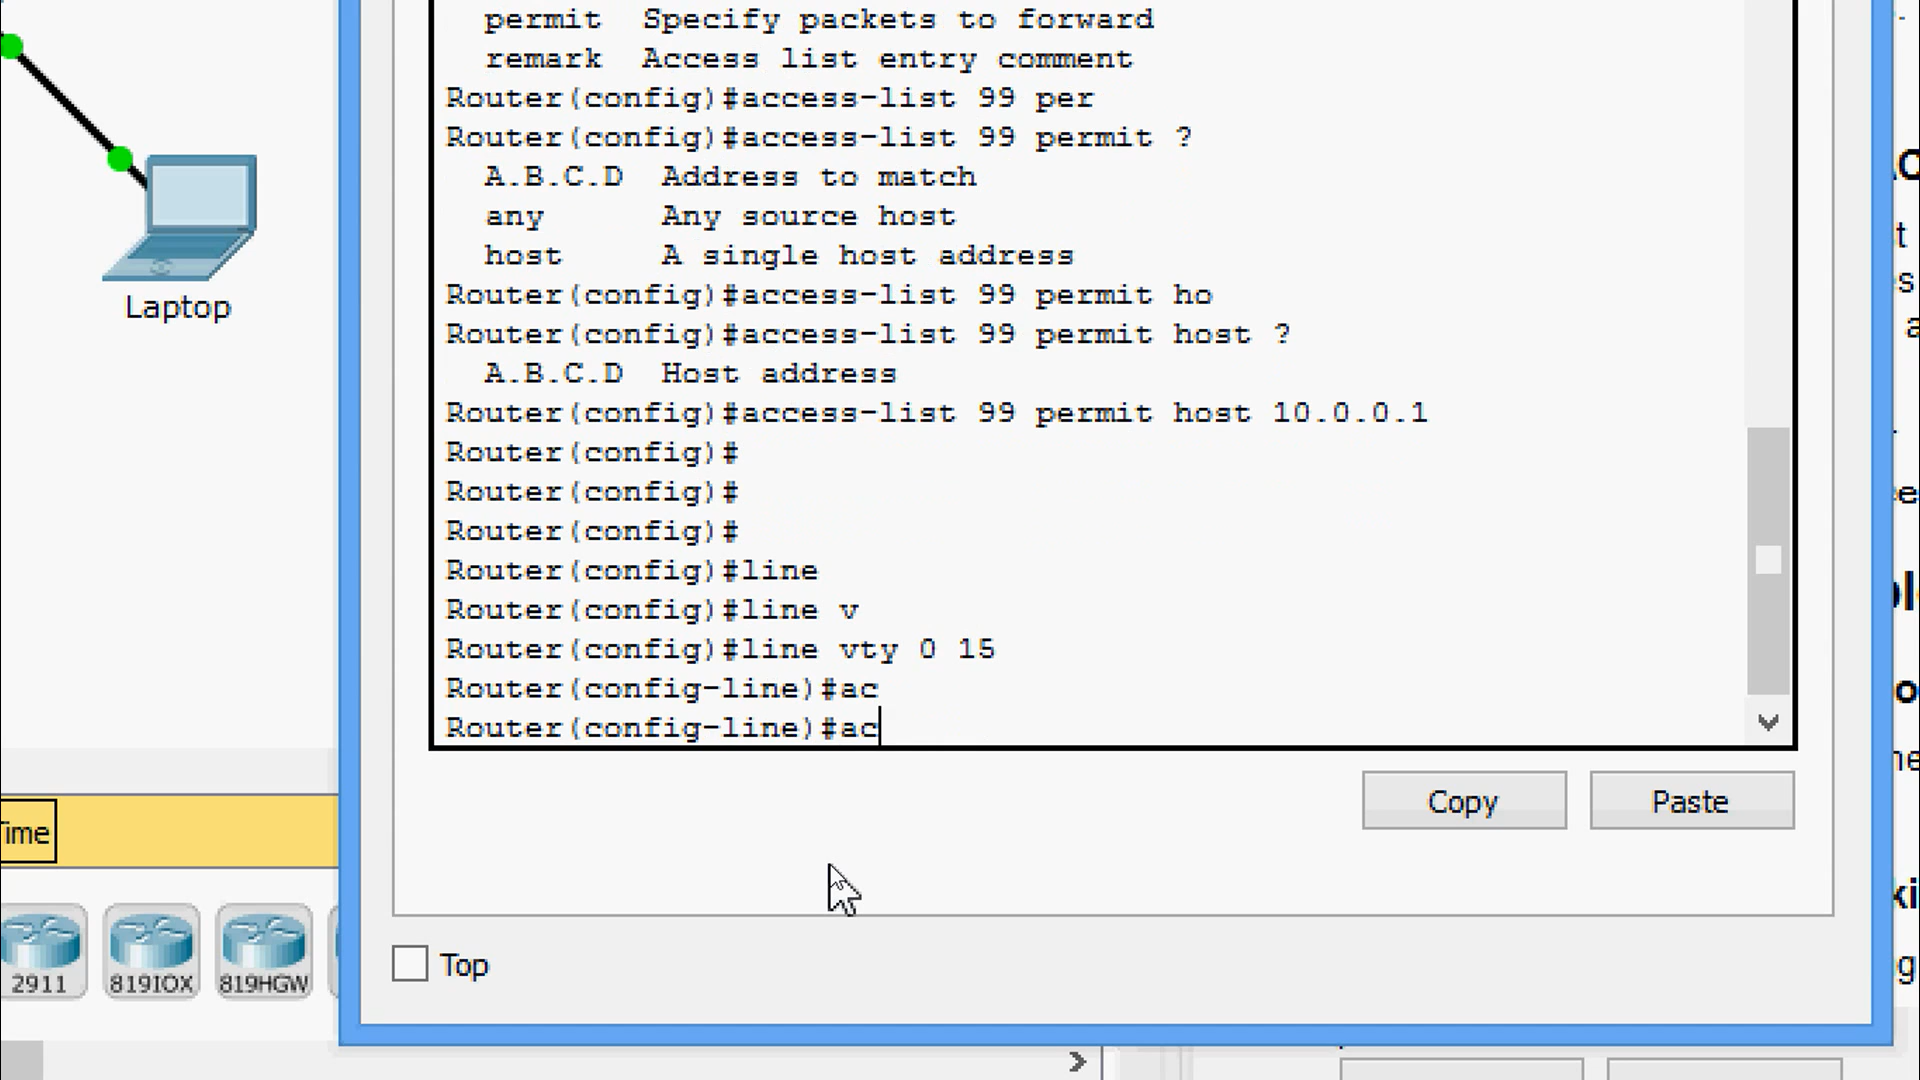 permit  Specify packets to forward
remark  Access list entry comment
Router(config)#access-list 99 per
Router(config)#access-list 99 permit ?
A.B.C.D  Address to match
any      Any source host
host     A single host address
Router(config)#access-list 99 permit ho
Router(config)#access-list 99 permit host ?
A.B.C.D  Host address
Router(config)#access-list 99 permit host 10.0.0.1
Router(config)#
Router(config)#
Router(config)#
Router(config)#line
Router(config)#line v
Router(config)#line vty 0 15
Router(config-line)#ac
Router(config-line)#ac
Laptop
Copy
Paste
Time
2911
819IOX
819HGW
Top